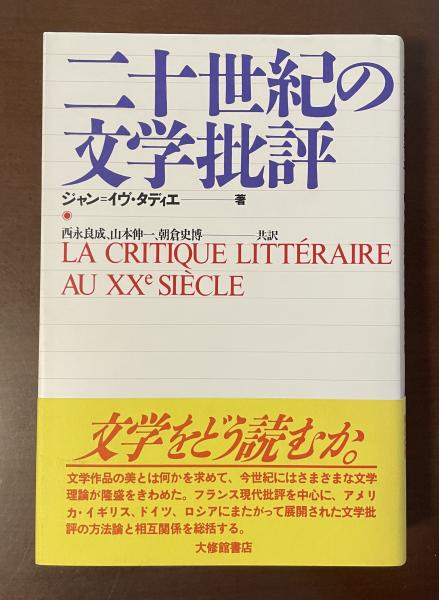 二十世紀の
文学批評
ジャン=イヴ・タディエ――著
西永良成、山本伸一、朝倉史博――共訳
LA CRITIQUE LITTÉRAIRE
AU XXe SIÈCLE
文学をどう読むか。
文学作品の美とは何かを求めて、今世紀にはさまざまな文学
理論が隆盛をきわめた。フランス現代批評を中心に、アメリ
カ・イギリス、ドイツ、ロシアにまたがって展開された文学批
評の方法論と相互関係を総括する。
大修館書店